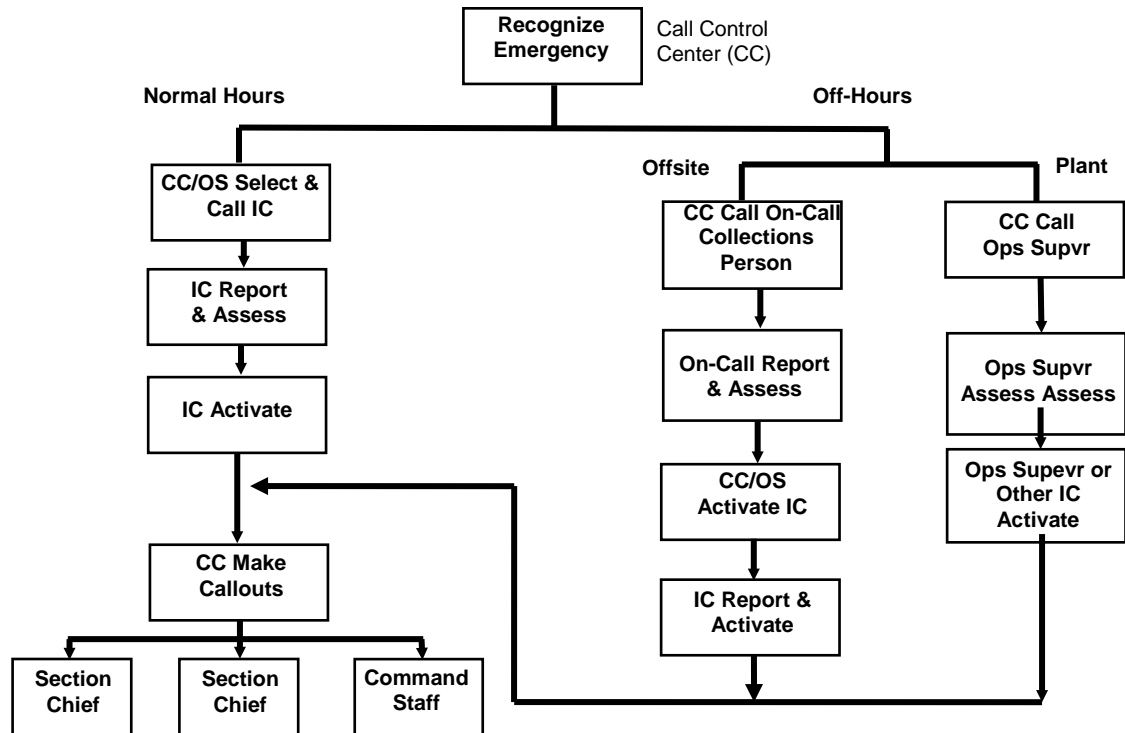 Recognize
Emergency
Call Control
Center (CC)
Normal Hours
Off-Hours
CC/OS Select &
Call IC
IC Report
& Assess
IC Activate
CC Make
Callouts
Section
Chief
Section
Chief
Command
Staff
Offsite
CC Call On-Call
Collections
Person
On-Call Report
& Assess
CC/OS
Activate IC
IC Report &
Activate
Plant
CC Call
Ops Supvr
Ops Supvr
Assess Assess
Ops Supevr or
Other IC
Activate